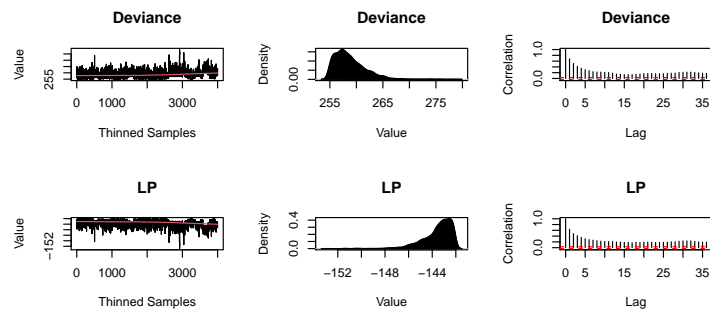 Deviance
Value
255
0 1000 3000
Thinned Samples
Deviance
Density
0.00
255 265 275
Value
Deviance
Correlation
0.0 1.0
0 5 15 25 35
Lag
LP
Value
−152
0 1000 3000
Thinned Samples
LP
Density
0.0 0.4
−152 −148 −144
Value
LP
Correlation
0.0 1.0
0 5 15 25 35
Lag